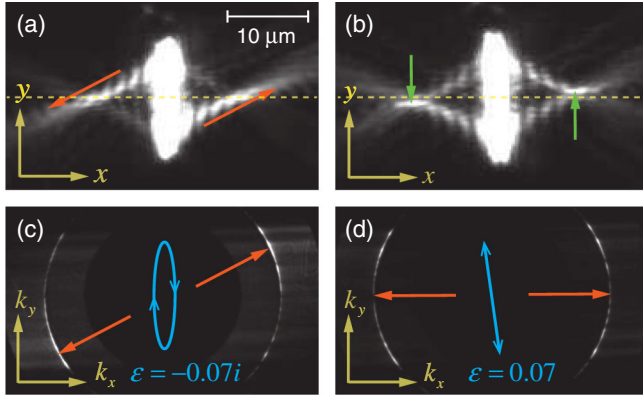 (a)
10 μm
y
x
(b)
y
x
(c)
k_y
k_x
ε = −0.07i
(d)
k_y
k_x
ε = 0.07